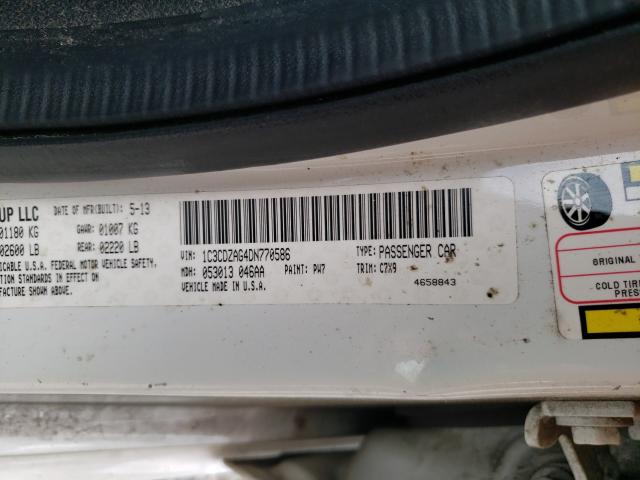 UP LLC DATE OF MFR(BUILT): 5-13
01180 KG GAWR: 01007 KG
02600 LB REAR: 02220 LB
ICABLE U.S.A. FEDERAL MOTOR VEHICLE SAFETY,
TION STANDARDS IN EFFECT ON
FACTURE SHOWN ABOVE.
VIN: 1C3CDZAG4DN770586 TYPE: PASSENGER CAR
MDH: 053013 046AA PAINT: PW7 TRIM: C7X9
VEHICLE MADE IN U.S.A. 4658843
ORIGINAL
COLD TIRE
PRES